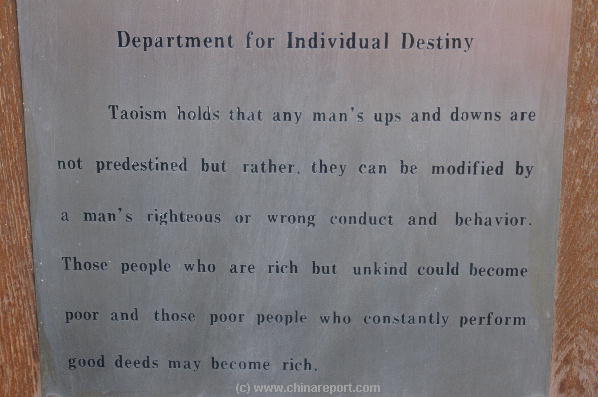 Department for Individual Destiny
Taoism holds that any man's ups and downs are
not predestined but rather, they can be modified by
a man's righteous or wrong conduct and behavior.
Those people who are rich but unkind could become
poor and those poor people who constantly perform
good deeds may become rich.
(c) www.chinareport.com